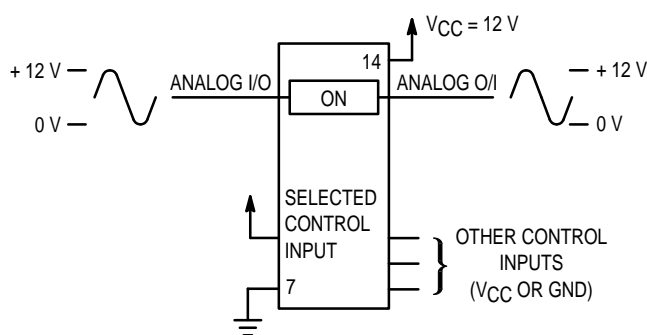 VCC = 12 V
14
+ 12 V
ANALOG I/O
ON
ANALOG O/I
+ 12 V
0 V
0 V
SELECTED
CONTROL
INPUT
7
OTHER CONTROL
INPUTS
(VCC OR GND)